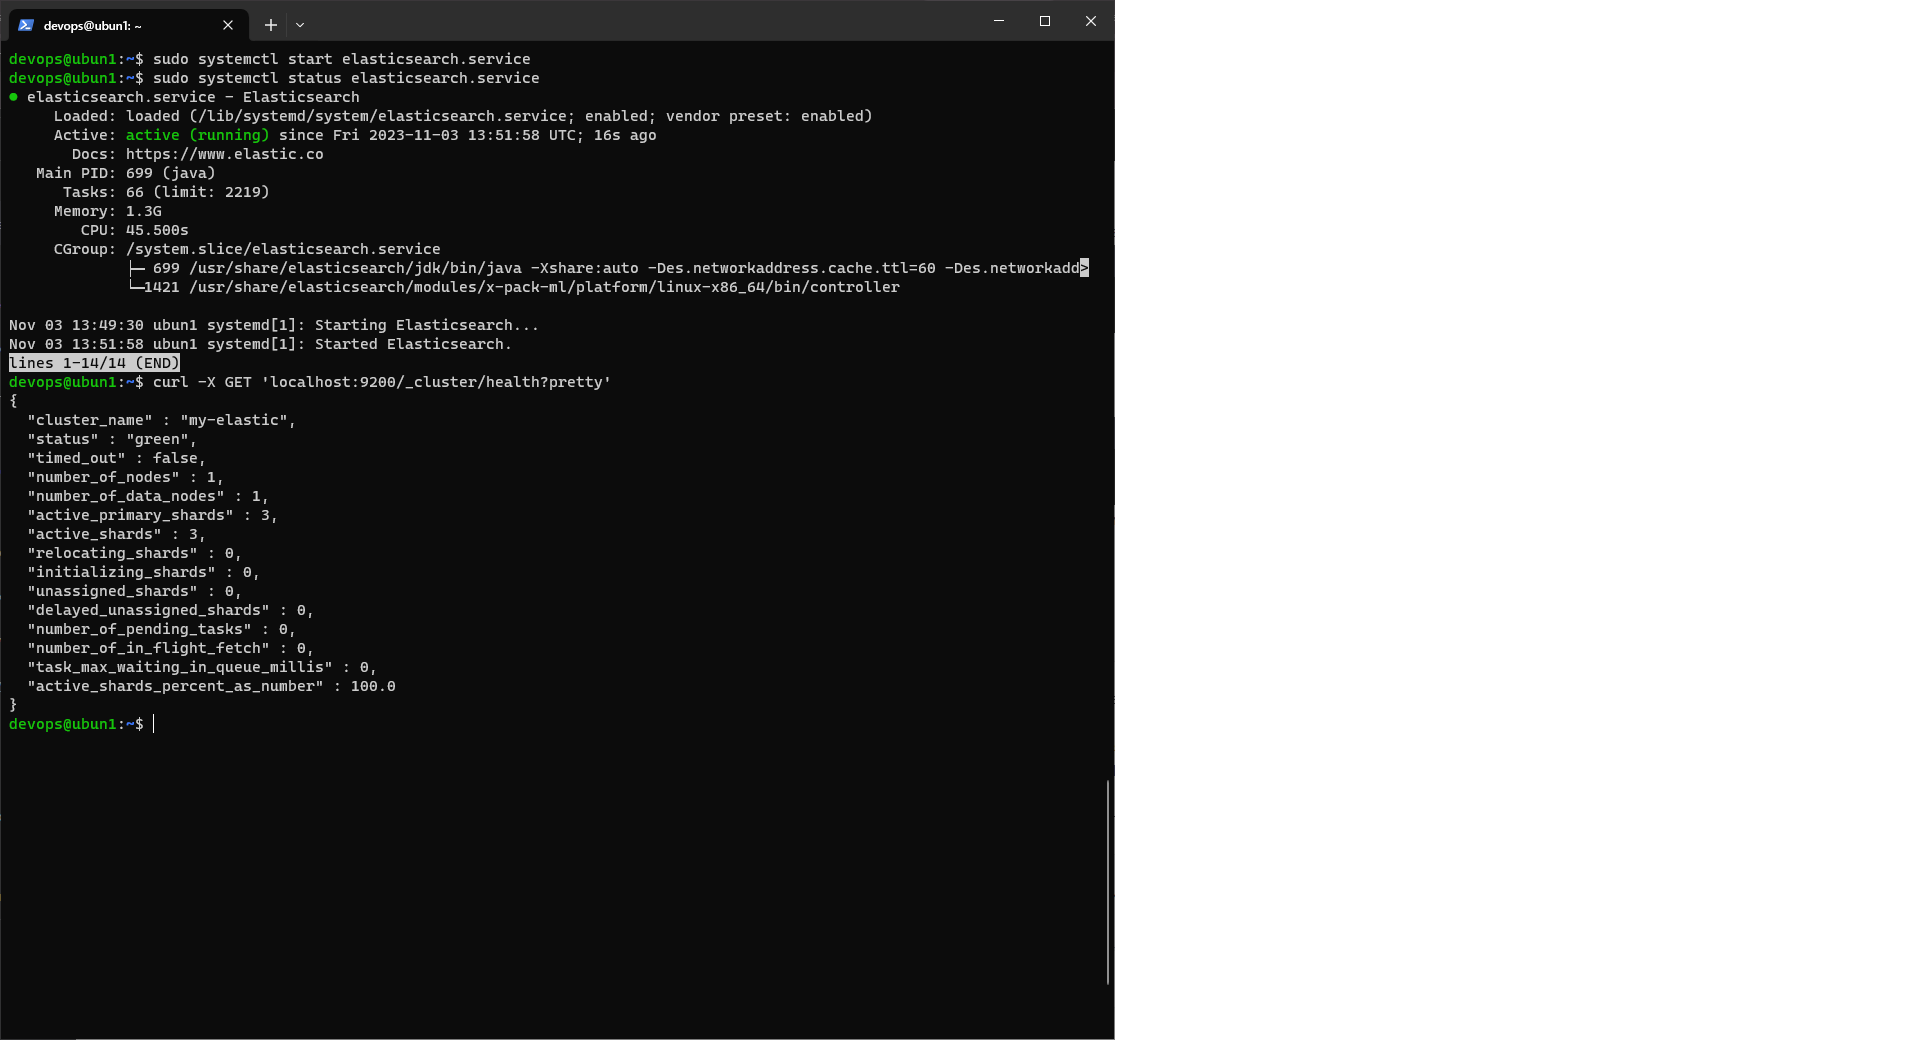 devops@ubun1: ~
devops@ubun1:~$ sudo systemctl start elasticsearch.service
devops@ubun1:~$ sudo systemctl status elasticsearch.service
● elasticsearch.service - Elasticsearch
     Loaded: loaded (/lib/systemd/system/elasticsearch.service; enabled; vendor preset: enabled)
     Active: active (running) since Fri 2023-11-03 13:51:58 UTC; 16s ago
       Docs: https://www.elastic.co
   Main PID: 699 (java)
      Tasks: 66 (limit: 2219)
     Memory: 1.3G
        CPU: 45.500s
     CGroup: /system.slice/elasticsearch.service
             ├─ 699 /usr/share/elasticsearch/jdk/bin/java -Xshare:auto -Des.networkaddress.cache.ttl=60 -Des.networkadd>
             └─1421 /usr/share/elasticsearch/modules/x-pack-ml/platform/linux-x86_64/bin/controller
Nov 03 13:49:30 ubun1 systemd[1]: Starting Elasticsearch...
Nov 03 13:51:58 ubun1 systemd[1]: Started Elasticsearch.
lines 1-14/14 (END)
devops@ubun1:~$ curl -X GET 'localhost:9200/_cluster/health?pretty'
{
  "cluster_name" : "my-elastic",
  "status" : "green",
  "timed_out" : false,
  "number_of_nodes" : 1,
  "number_of_data_nodes" : 1,
  "active_primary_shards" : 3,
  "active_shards" : 3,
  "relocating_shards" : 0,
  "initializing_shards" : 0,
  "unassigned_shards" : 0,
  "delayed_unassigned_shards" : 0,
  "number_of_pending_tasks" : 0,
  "number_of_in_flight_fetch" : 0,
  "task_max_waiting_in_queue_millis" : 0,
  "active_shards_percent_as_number" : 100.0
}
devops@ubun1:~$